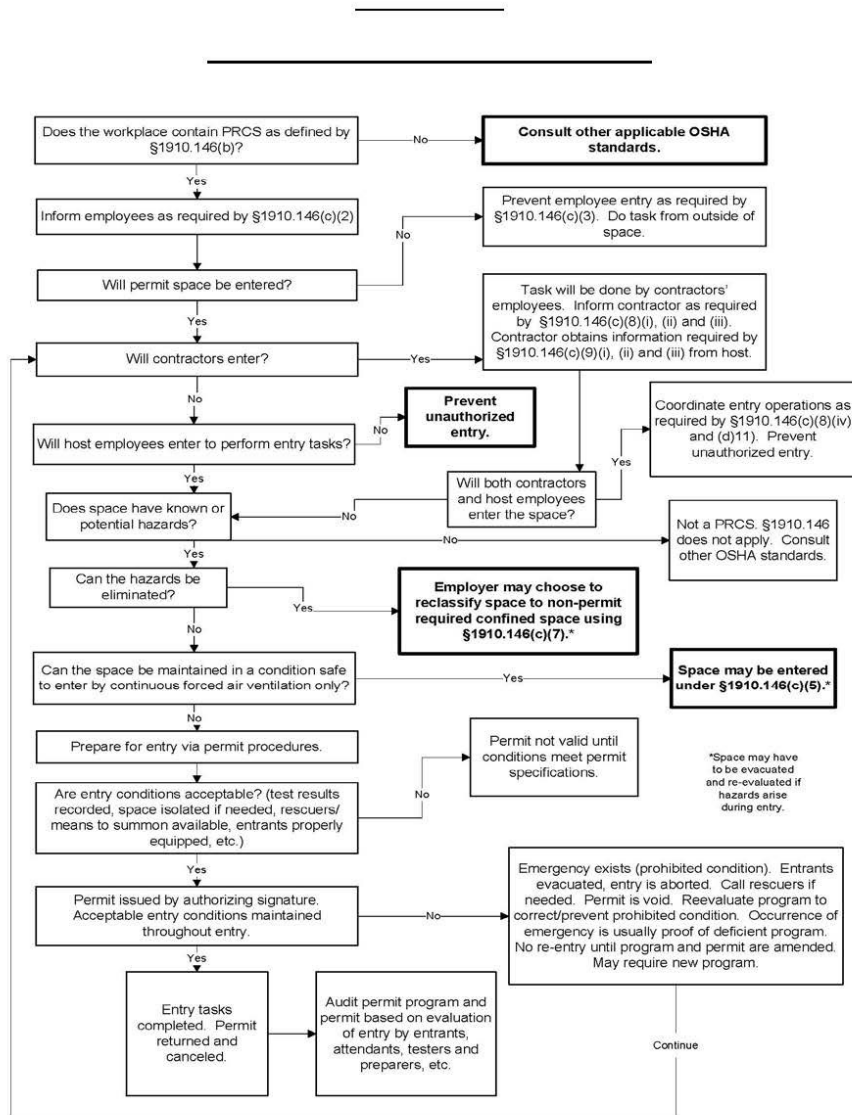 Does the workplace contain PRCS as defined by
§1910.146(b)?
No
Consult other applicable OSHA
standards.
Yes
Inform employees as required by §1910.146(c)(2)
No
Prevent employee entry as required by
§1910.146(c)(3). Do task from outside of
space.
Will permit space be entered?
Yes
Task will be done by contractors'
employees. Inform contractor as required
by §1910.146(c)(8)(i), (ii) and (iii).
Contractor obtains information required by
§1910.146(c)(9)(i), (ii) and (iii) from host.
Will contractors enter?
Yes
No
Prevent
unauthorized
entry.
Will host employees enter to perform entry tasks?
No
Coordinate entry operations as
required by §1910.146(c)(8)(iv)
and (d)11). Prevent
unauthorized entry.
Yes
Yes
Will both contractors
and host employees
enter the space?
No
Does space have known or
potential hazards?
No
Not a PRCS. §1910.146
does not apply. Consult
other OSHA standards.
Yes
Can the hazards be
eliminated?
Yes
Employer may choose to
reclassify space to non-permit
required confined space using
§1910.146(c)(7).*
No
Can the space be maintained in a condition safe
to enter by continuous forced air ventilation only?
Yes
Space may be entered
under §1910.146(c)(5).*
No
Prepare for entry via permit procedures.
Permit not valid until
conditions meet permit
specifications.
*Space may have
to be evacuated
and re-evaluated if
hazards arise
during entry.
Are entry conditions acceptable? (test results
recorded, space isolated if needed, rescuers/
means to summon available, entrants properly
equipped, etc.)
No
Yes
Permit issued by authorizing signature.
Acceptable entry conditions maintained
throughout entry.
No
Emergency exists (prohibited condition). Entrants
evacuated, entry is aborted. Call rescuers if
needed. Permit is void. Reevaluate program to
correct/prevent prohibited condition. Occurrence of
emergency is usually proof of deficient program.
No re-entry until program and permit are amended.
May require new program.
Yes
Entry tasks
completed. Permit
returned and
canceled.
Audit permit program and
permit based on evaluation
of entry by entrants,
attendants, testers and
preparers, etc.
Continue